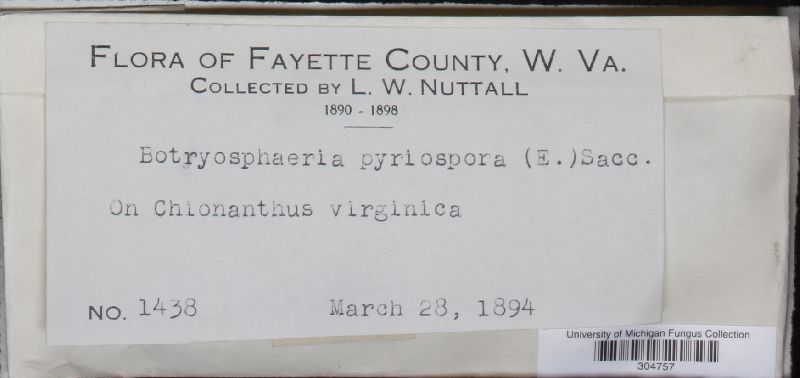 FLORA OF FAYETTE COUNTY, W. VA.
COLLECTED BY L. W. NUTTALL
1890 - 1898
Botryosphaeria pyriospora (E.)Sacc.
On Chionanthus virginica
NO. 1438 March 28, 1894
University of Michigan Fungus Collection
304757